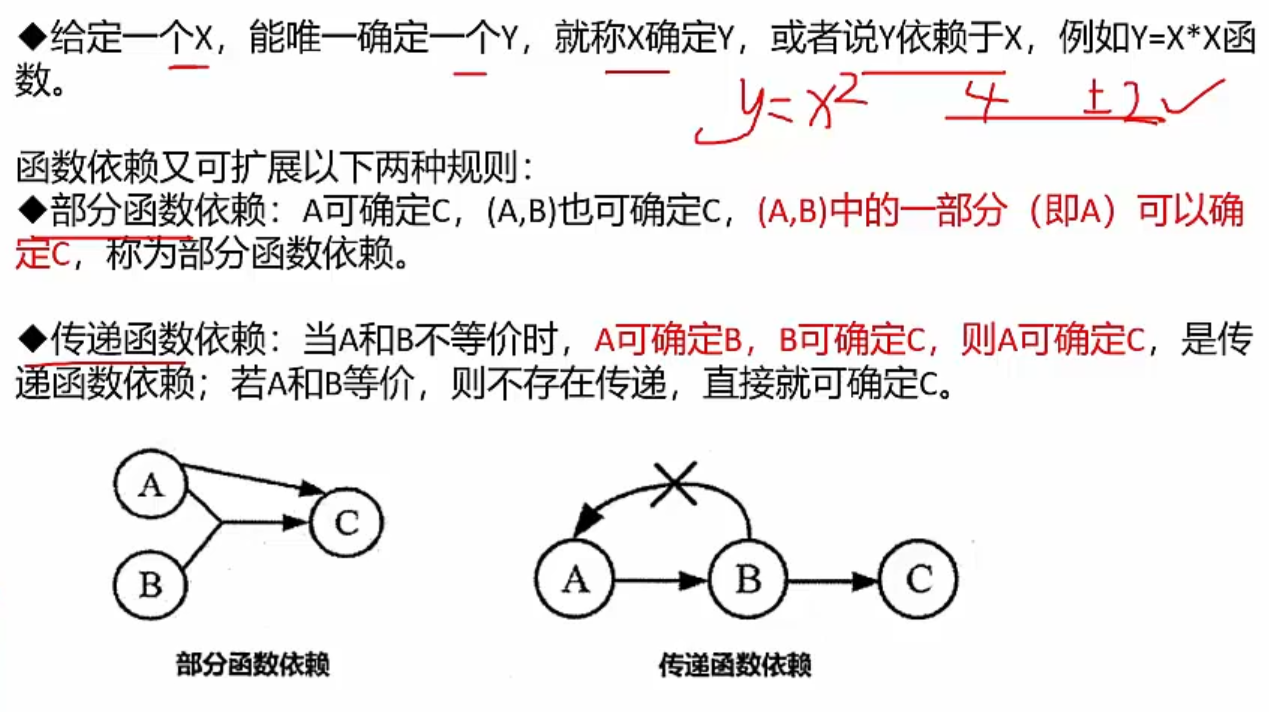 ◆给定一个X，能唯一确定一个Y，就称X确定Y，或者说Y依赖于X，例如Y=X*X函
数。
y=x² 4 ±2✓
函数依赖又可扩展以下两种规则：
◆部分函数依赖：A可确定C，(A,B)也可确定C，(A,B)中的一部分（即A）可以确
定C，称为部分函数依赖。
◆传递函数依赖：当A和B不等价时，A可确定B，B可确定C，则A可确定C，是传
递函数依赖；若A和B等价，则不存在传递，直接就可确定C。
A
B
C
部分函数依赖
A
B
C
传递函数依赖